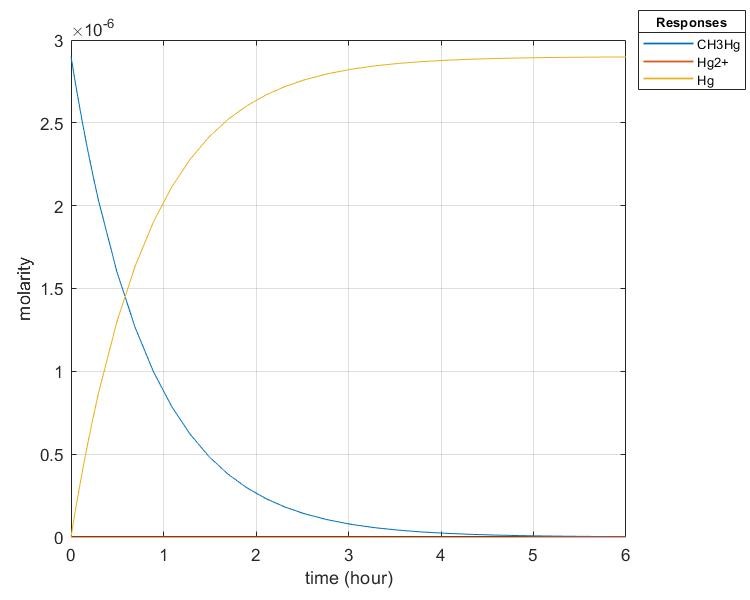 ×10-6
3
2.5
2
1.5
1
0.5
0
0 1 2 3 4 5 6
time (hour)
molarity
Responses
CH3Hg
Hg2+
Hg